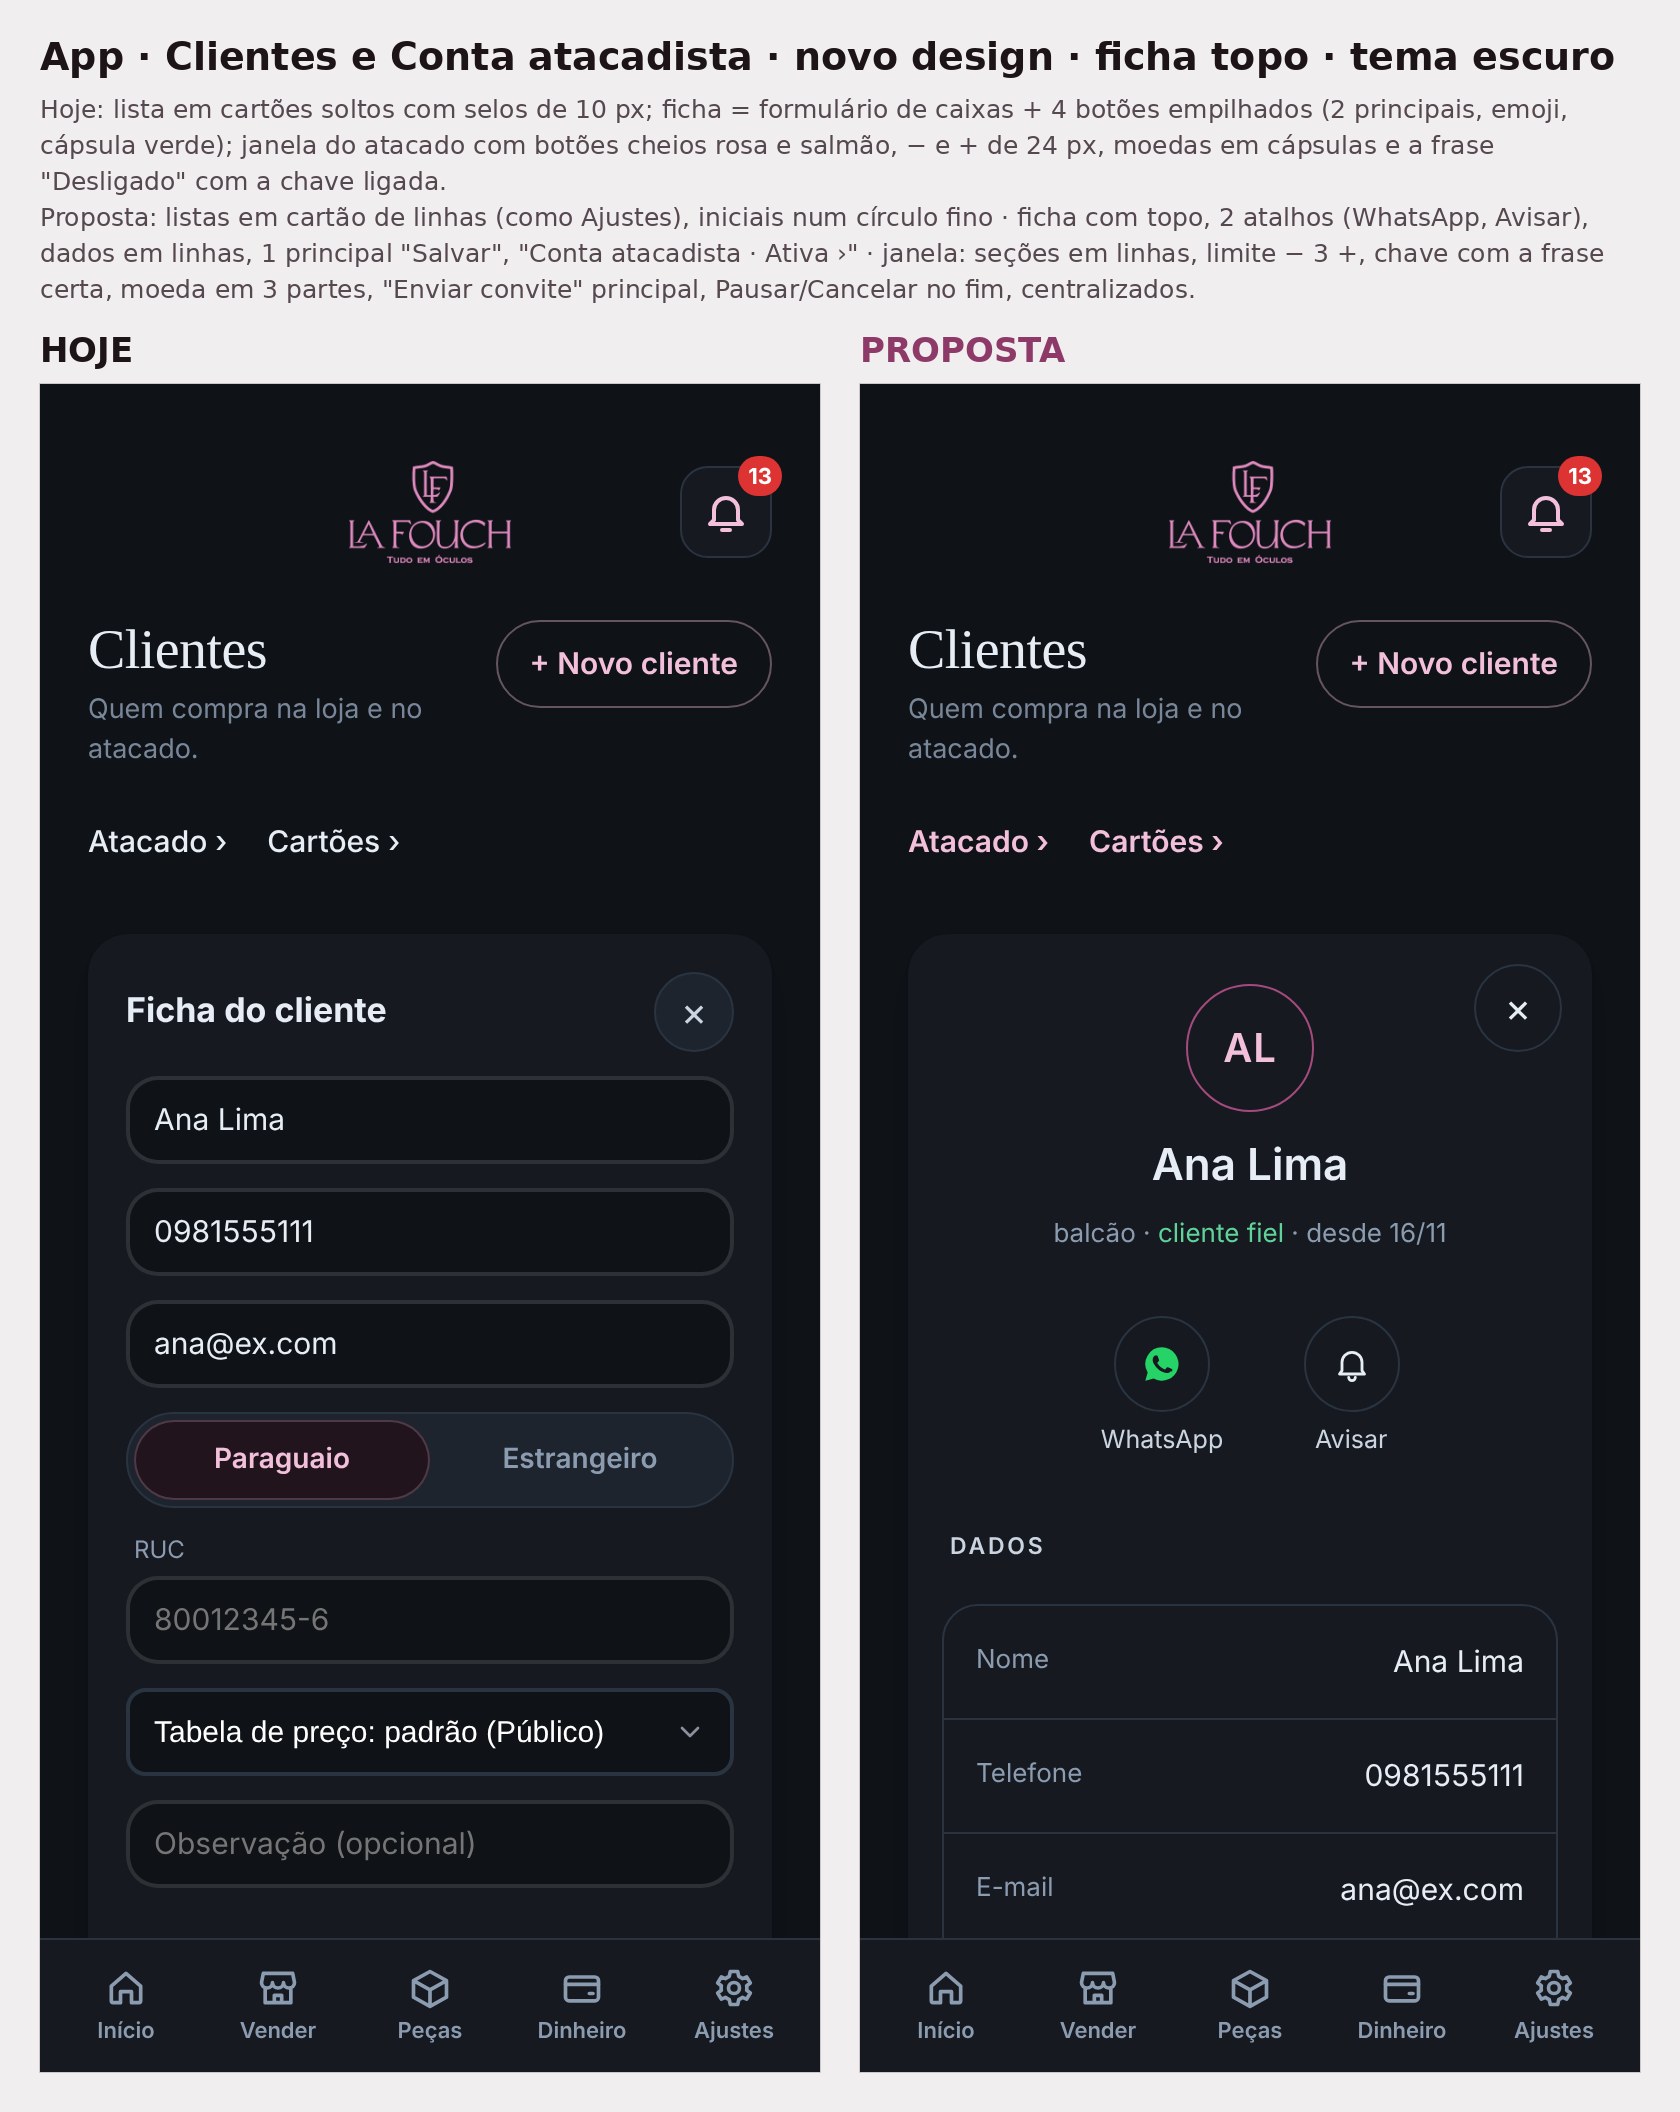 App · Clientes e Conta atacadista · novo design · ficha topo · tema escuro
Hoje: lista em cartões soltos com selos de 10 px; ficha = formulário de caixas + 4 botões empilhados (2 principais, emoji,
cápsula verde); janela do atacado com botões cheios rosa e salmão, − e + de 24 px, moedas em cápsulas e a frase
"Desligado" com a chave ligada.
Proposta: listas em cartão de linhas (como Ajustes), iniciais num círculo fino · ficha com topo, 2 atalhos (WhatsApp, Avisar),
dados em linhas, 1 principal "Salvar", "Conta atacadista · Ativa ›" · janela: seções em linhas, limite − 3 +, chave com a frase
certa, moeda em 3 partes, "Enviar convite" principal, Pausar/Cancelar no fim, centralizados.
HOJE
LF
LA FOUCH
TUDO EM ÓCULOS
13
Clientes
+ Novo cliente
Quem compra na loja e no
atacado.
Atacado › Cartões ›
Ficha do cliente
×
Ana Lima
0981555111
ana@ex.com
Paraguaio Estrangeiro
RUC
80012345-6
Tabela de preço: padrão (Público)
Observação (opcional)
Início Vender Peças Dinheiro Ajustes
PROPOSTA
LF
LA FOUCH
TUDO EM ÓCULOS
13
Clientes
+ Novo cliente
Quem compra na loja e no
atacado.
Atacado › Cartões ›
×
AL
Ana Lima
balcão · cliente fiel · desde 16/11
WhatsApp Avisar
DADOS
Nome Ana Lima
Telefone 0981555111
E-mail ana@ex.com
Início Vender Peças Dinheiro Ajustes